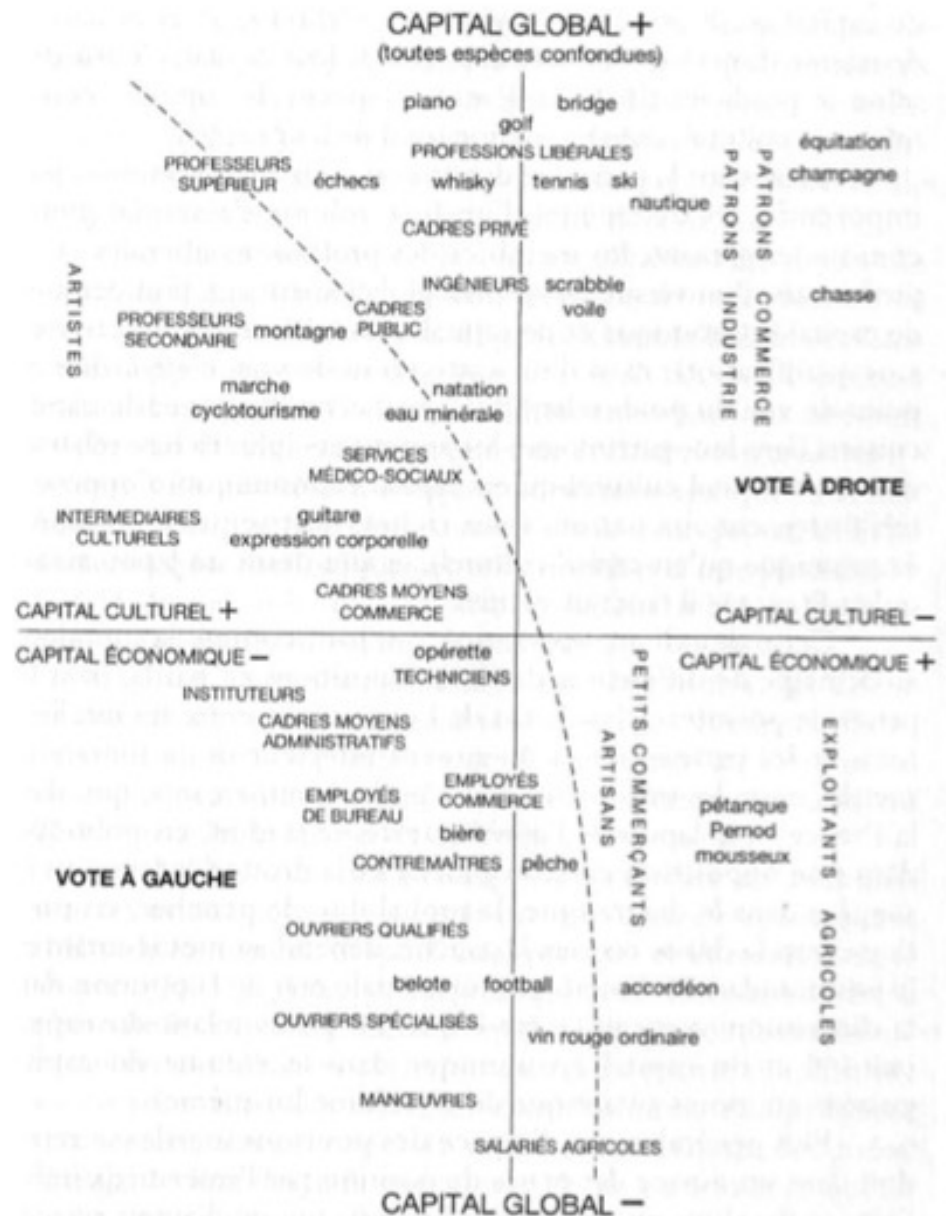 CAPITAL GLOBAL +
(toutes espèces confondues)
piano
bridge
golf
PROFESSIONS LIBÉRALES
équitation
champagne
PROFESSEURS
SUPÉRIEUR
échecs
whisky
tennis
ski
nautique
PATRONS INDUSTRIE
PATRONS COMMERCE
CADRES PRIVÉ
ARTISTES
INGÉNIEURS
scrabble
voile
chasse
PROFESSEURS
SECONDAIRE
montagne
CADRES
PUBLIC
marche
cyclotourisme
natation
eau minérale
SERVICES
MÉDICO-SOCIAUX
VOTE À DROITE
INTERMEDIAIRES
CULTURELS
guitare
expression corporelle
CADRES MOYENS
COMMERCE
CAPITAL CULTUREL +
CAPITAL CULTUREL –
CAPITAL ÉCONOMIQUE –
CAPITAL ÉCONOMIQUE +
opérette
TECHNICIENS
INSTITUTEURS
CADRES MOYENS
ADMINISTRATIFS
ARTISANS
PETITS COMMERÇANTS
EXPLOITANTS AGRICOLES
EMPLOYÉS
DE BUREAU
EMPLOYÉS
COMMERCE
pétanque
Pernod
mousseux
bière
CONTREMAÎTRES
pêche
VOTE À GAUCHE
OUVRIERS QUALIFIÉS
belote
football
accordéon
OUVRIERS SPÉCIALISÉS
vin rouge ordinaire
MANŒUVRES
SALARIÉS AGRICOLES
CAPITAL GLOBAL –